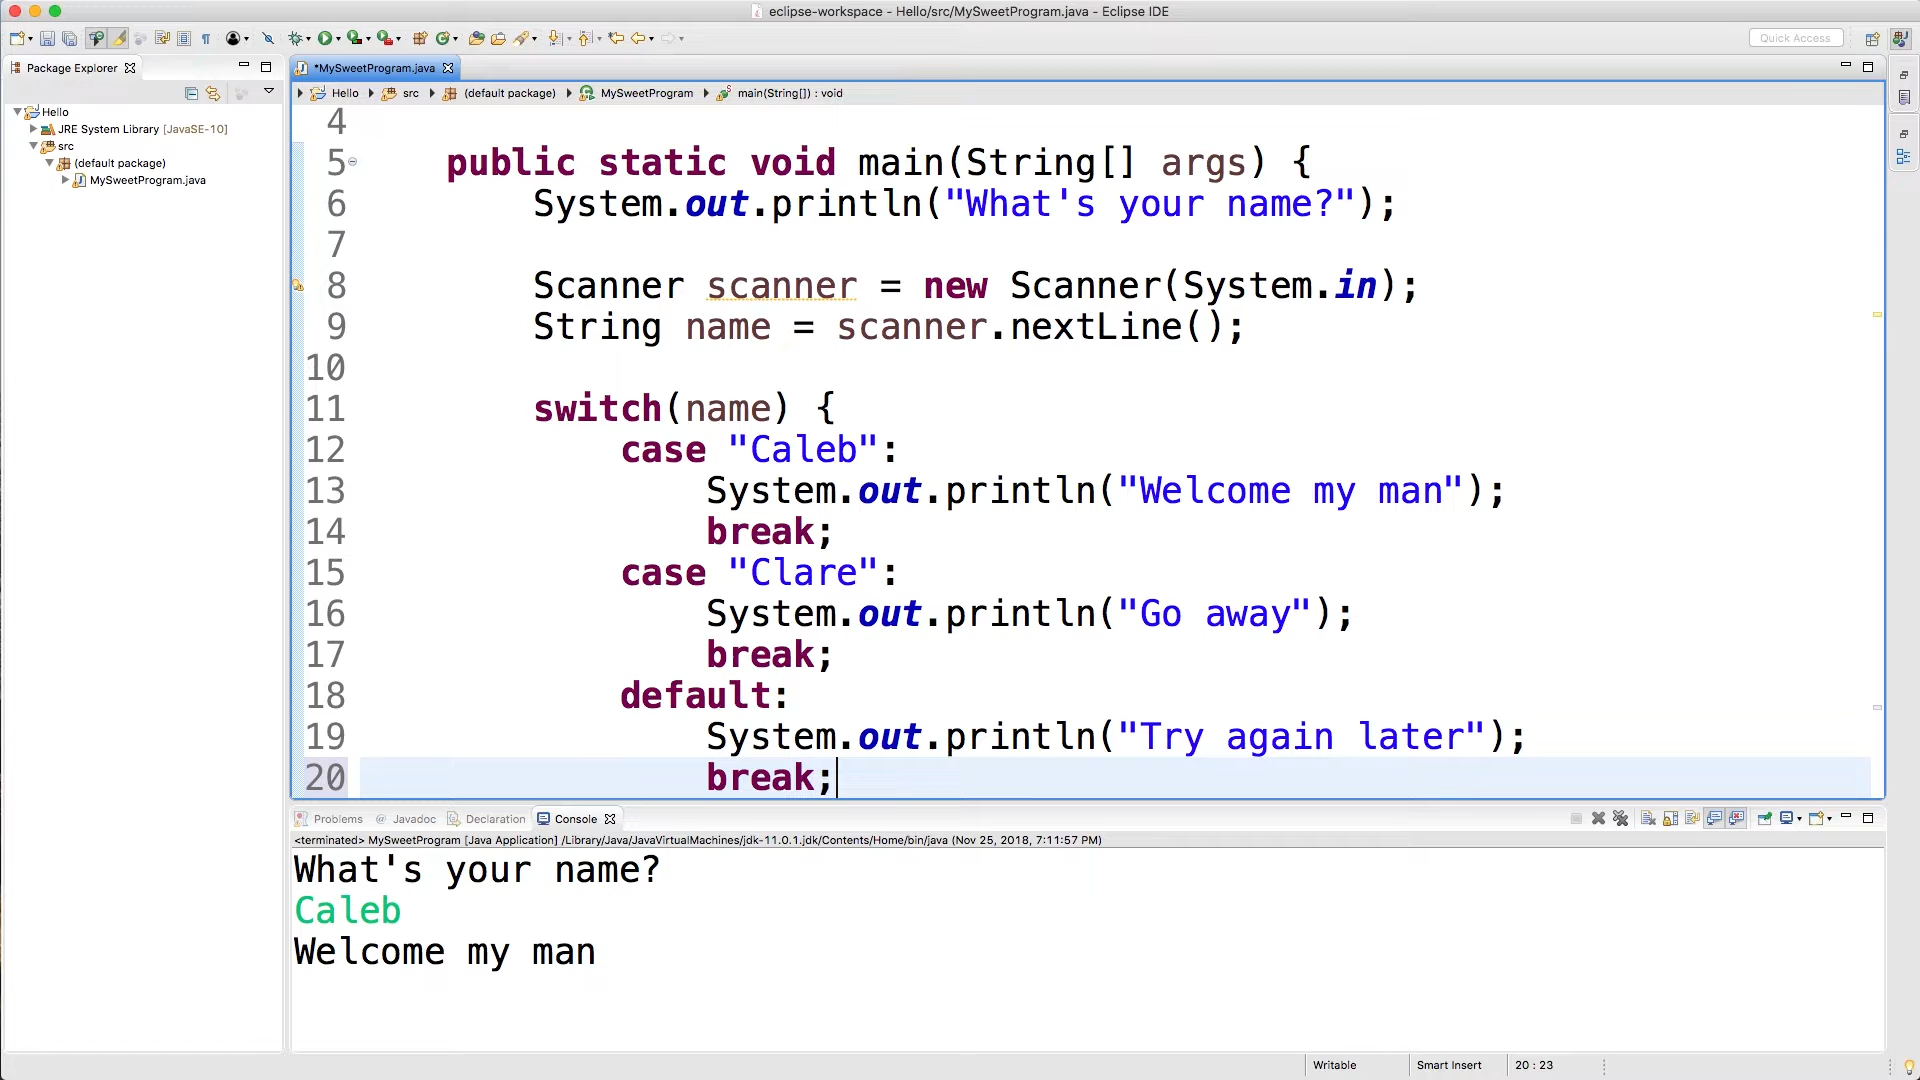 eclipse-workspace - Hello/src/MySweetProgram.java - Eclipse IDE
Quick Access
Package Explorer
*MySweetProgram.java
Hello src (default package) MySweetProgram main(String[]) : void
Hello
JRE System Library [JavaSE-10]
src
(default package)
MySweetProgram.java
4
5 public static void main(String[] args) {
6 System.out.println("What's your name?");
7
8 Scanner scanner = new Scanner(System.in);
9 String name = scanner.nextLine();
10
11 switch(name) {
12 case "Caleb":
13 System.out.println("Welcome my man");
14 break;
15 case "Clare":
16 System.out.println("Go away");
17 break;
18 default:
19 System.out.println("Try again later");
20 break;
Problems @ Javadoc Declaration Console
<terminated> MySweetProgram [Java Application] /Library/Java/JavaVirtualMachines/jdk-11.0.1.jdk/Contents/Home/bin/java (Nov 25, 2018, 7:11:57 PM)
What's your name?
Caleb
Welcome my man
Writable Smart Insert 20 : 23